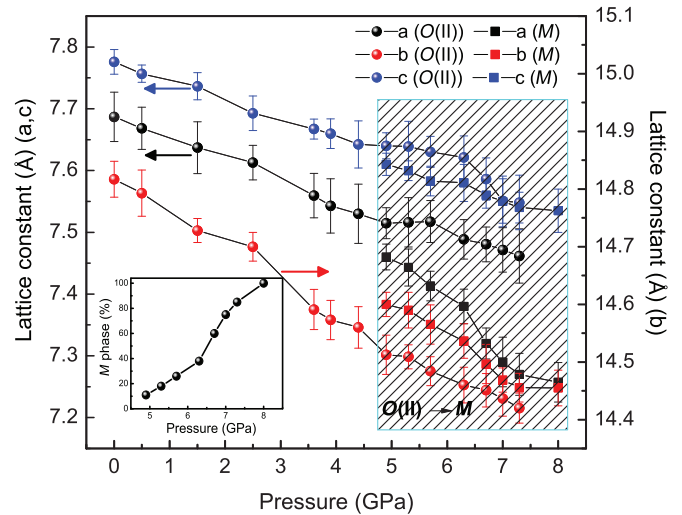 a (O(II))
a (M)
b (O(II))
b (M)
c (O(II))
c (M)
Lattice constant (Å) (a,c)
7.8
7.7
7.6
7.5
7.4
7.3
7.2
15.1
15.0
14.9
14.8
14.7
14.6
14.5
14.4
Lattice constant (Å) (b)
M phase (%)
100
80
60
40
20
0
5
6
7
8
Pressure (GPa)
O(II) → M
0
1
2
3
4
5
6
7
8
Pressure (GPa)